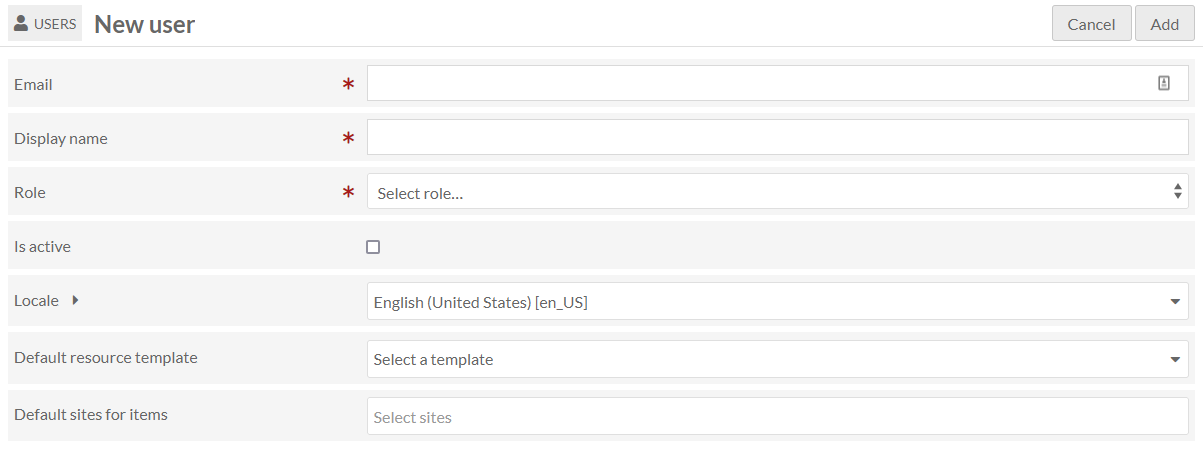 USERS New user Cancel Add
Email *
Display name *
Role * Select role...
Is active
Locale English (United States) [en_US]
Default resource template Select a template
Default sites for items Select sites